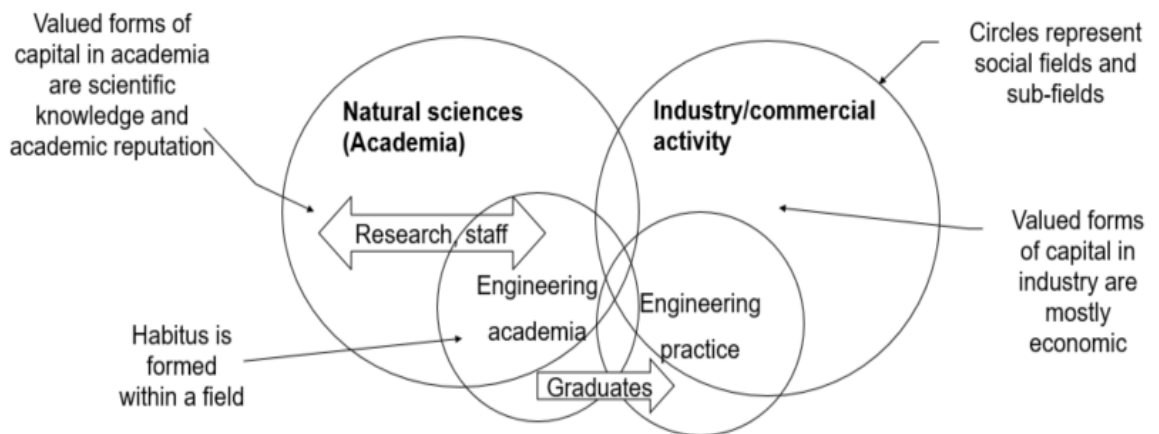 Valued forms of
capital in academia
are scientific
knowledge and
academic reputation
Natural sciences
(Academia)
Industry/commercial
activity
Circles represent
social fields and
sub-fields
Research, staff
Engineering
academia
Engineering
practice
Graduates
Habitus is
formed
within a field
Valued forms
of capital in
industry are
mostly
economic